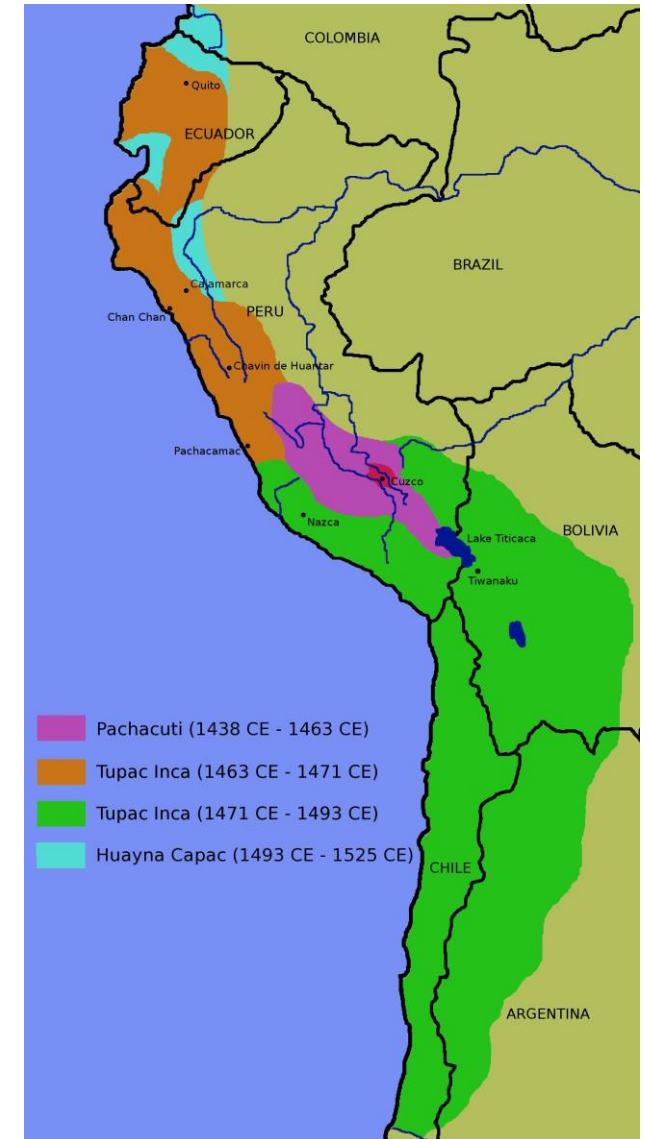 COLOMBIA
Quito
ECUADOR
BRAZIL
Cajamarca
PERU
Chan Chan
Chavin de Huantar
Pachacamac
Cuzco
Nazca
BOLIVIA
Lake Titicaca
Tiwanaku
Pachacuti (1438 CE - 1463 CE)
Tupac Inca (1463 CE - 1471 CE)
Tupac Inca (1471 CE - 1493 CE)
Huayna Capac (1493 CE - 1525 CE)
CHILE
ARGENTINA